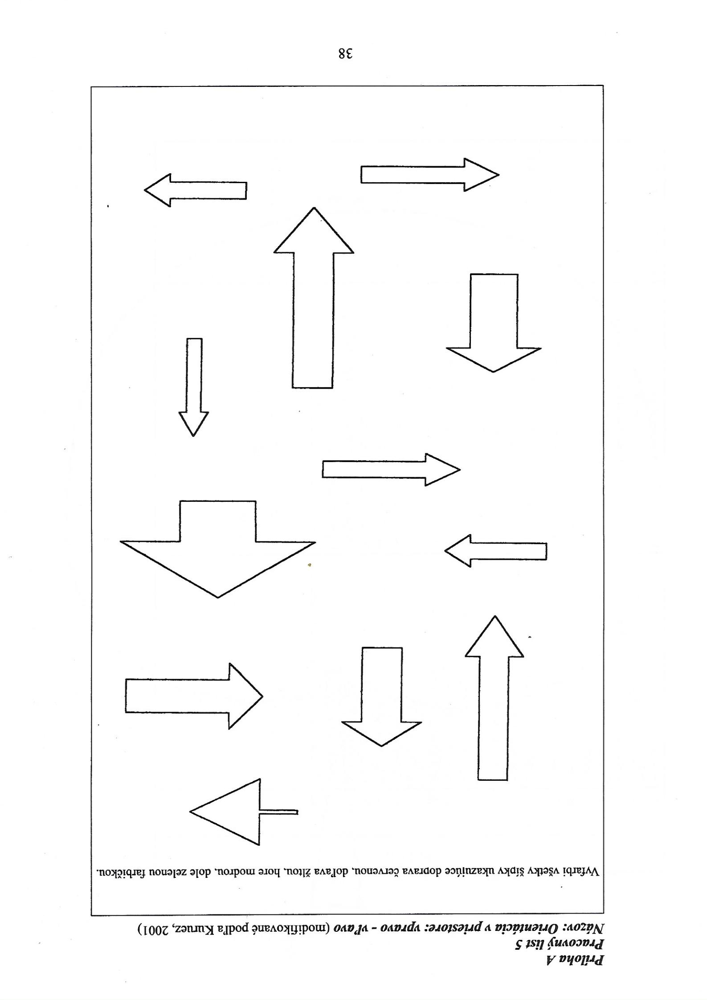 Príloha A
Pracovný list 5
Názov: Orientácia v priestore: vpravo - vľavo (modifikované podľa Kuruez, 2001)
Vyfarbi všetky šípky ukazujúce doprava červenou, doľava žltou, hore modrou, dole zelenou farbičkou.
38